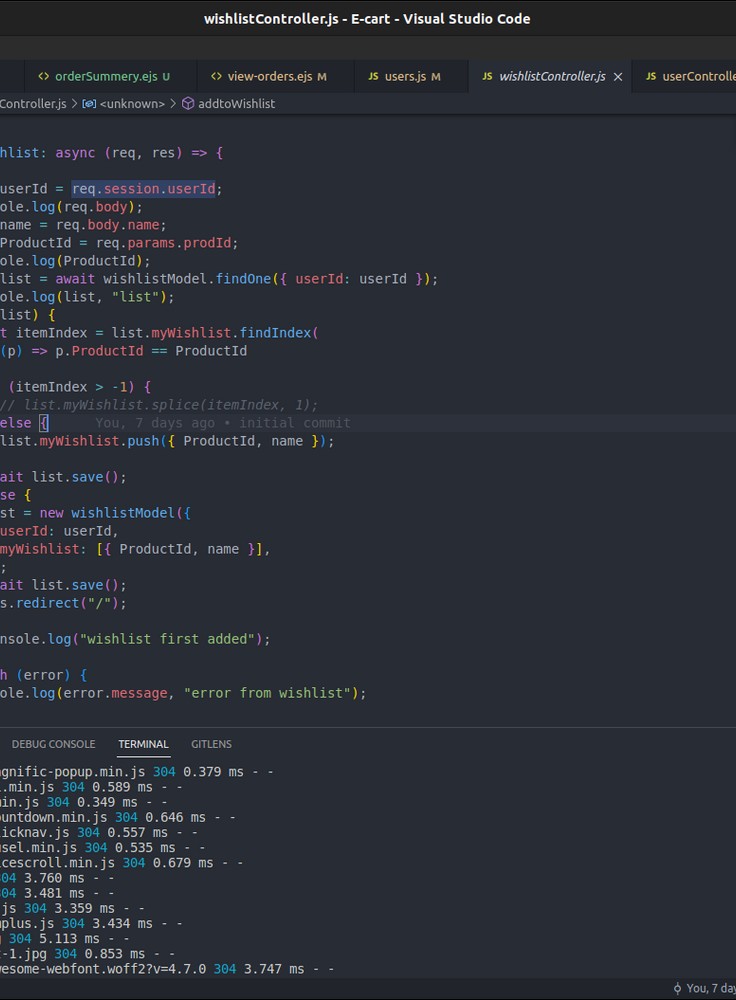 wishlistController.js - E-cart - Visual Studio Code
orderSummery.ejs U
view-orders.ejs M
JS users.js M
JS wishlistController.js
JS userControlle
Controller.js > <unknown> > addtoWishlist
hlist: async (req, res) => {
userId = req.session.userId;
ole.log(req.body);
name = req.body.name;
ProductId = req.params.prodId;
ole.log(ProductId);
list = await wishlistModel.findOne({ userId: userId });
ole.log(list, "list");
list) {
t itemIndex = list.myWishlist.findIndex(
(p) => p.ProductId == ProductId
(itemIndex > -1) {
// list.myWishlist.splice(itemIndex, 1);
else { You, 7 days ago • initial commit
list.myWishlist.push({ ProductId, name });
ait list.save();
se {
st = new wishlistModel({
userId: userId,
myWishlist: [{ ProductId, name }],
;
ait list.save();
s.redirect("/");
nsole.log("wishlist first added");
h (error) {
ole.log(error.message, "error from wishlist");
DEBUG CONSOLE TERMINAL GITLENS
agnific-popup.min.js 304 0.379 ms - -
.min.js 304 0.589 ms - -
min.js 304 0.349 ms - -
ountdown.min.js 304 0.646 ms - -
licknav.js 304 0.557 ms - -
usel.min.js 304 0.535 ms - -
icescroll.min.js 304 0.679 ms - -
304 3.760 ms - -
304 3.481 ms - -
.js 304 3.359 ms - -
mplus.js 304 3.434 ms - -
g 304 5.113 ms - -
t-1.jpg 304 0.853 ms - -
wesome-webfont.woff2?v=4.7.0 304 3.747 ms - -
You, 7 day